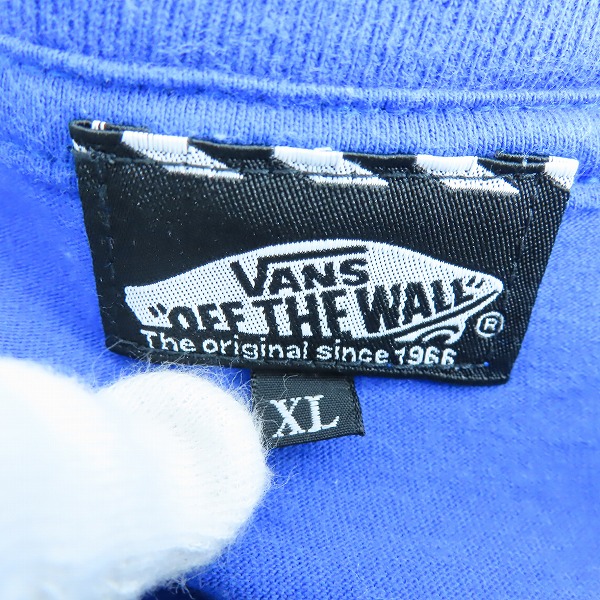 VANS
"OFF THE WALL"
®
The original since 1966
XL